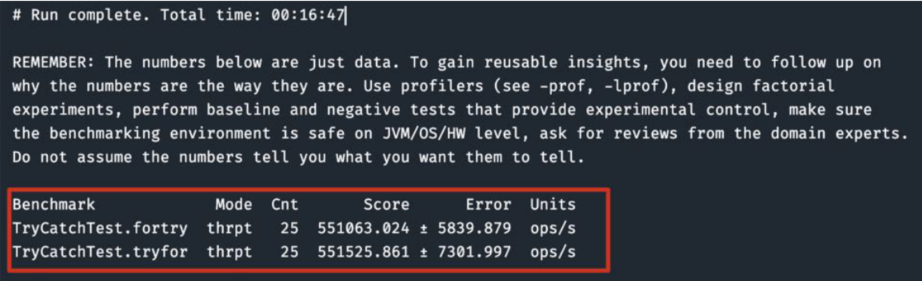 # Run complete. Total time: 00:16:47
REMEMBER: The numbers below are just data. To gain reusable insights, you need to follow up on
why the numbers are the way they are. Use profilers (see -prof, -lprof), design factorial
experiments, perform baseline and negative tests that provide experimental control, make sure
the benchmarking environment is safe on JVM/OS/HW level, ask for reviews from the domain experts.
Do not assume the numbers tell you what you want them to tell.
Benchmark Mode Cnt Score Error Units
TryCatchTest.fortry thrpt 25 551063.024 ± 5839.879 ops/s
TryCatchTest.tryfor thrpt 25 551525.861 ± 7301.997 ops/s